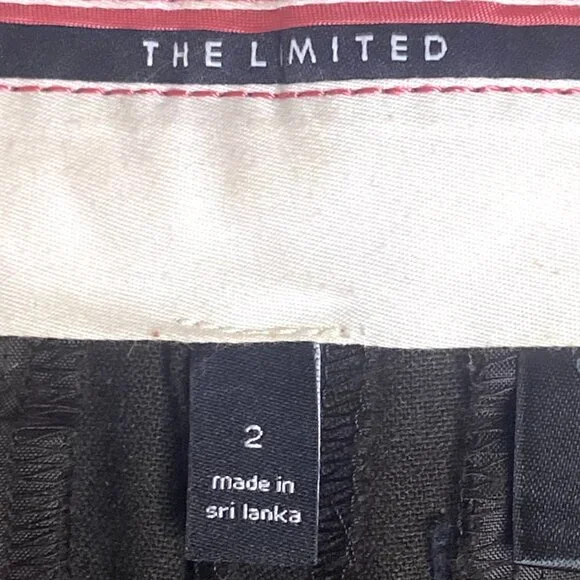 THE LIMITED
2
made in
sri lanka